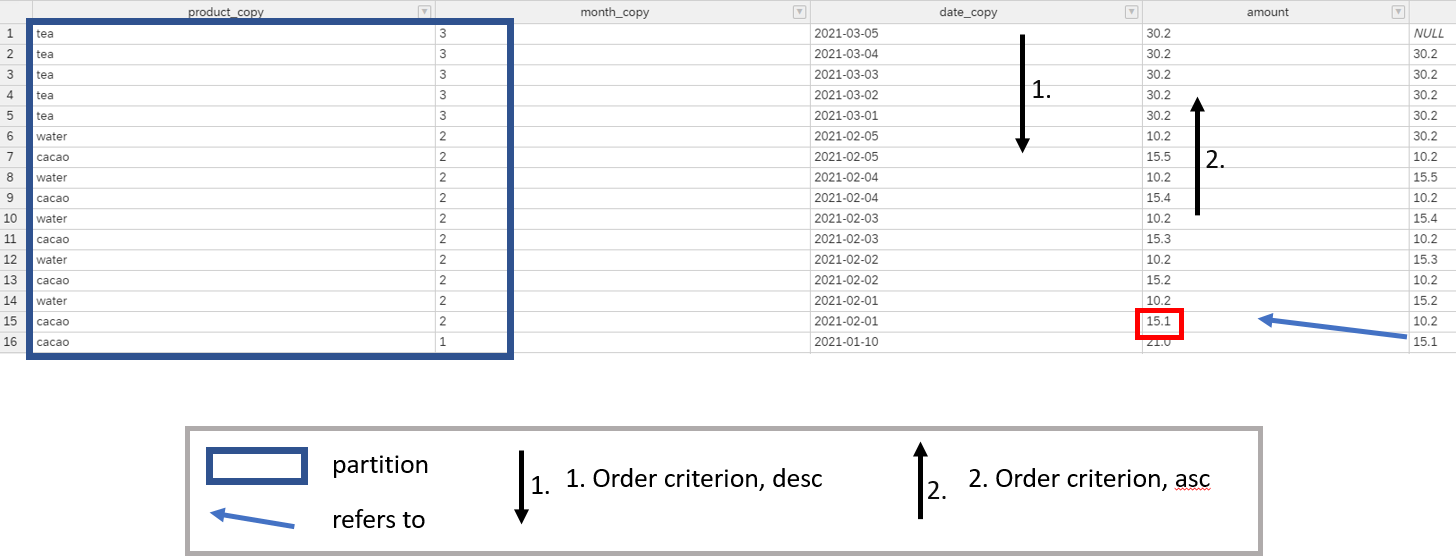 product_copy month_copy date_copy amount
1 tea 3 2021-03-05 30.2 NULL
2 tea 3 2021-03-04 30.2 30.2
3 tea 3 2021-03-03 30.2 30.2
4 tea 3 2021-03-02 30.2 30.2
5 tea 3 2021-03-01 30.2 30.2
6 water 2 2021-02-05 10.2 30.2
7 cacao 2 2021-02-05 15.5 10.2
8 water 2 2021-02-04 10.2 15.5
9 cacao 2 2021-02-04 15.4 10.2
10 water 2 2021-02-03 10.2 15.4
11 cacao 2 2021-02-03 15.3 10.2
12 water 2 2021-02-02 10.2 15.3
13 cacao 2 2021-02-02 15.2 10.2
14 water 2 2021-02-01 10.2 15.2
15 cacao 2 2021-02-01 15.1 10.2
16 cacao 1 2021-01-10 21.0 15.1
1.
2.
partition
1. 1. Order criterion, desc
2. 2. Order criterion, asc
refers to